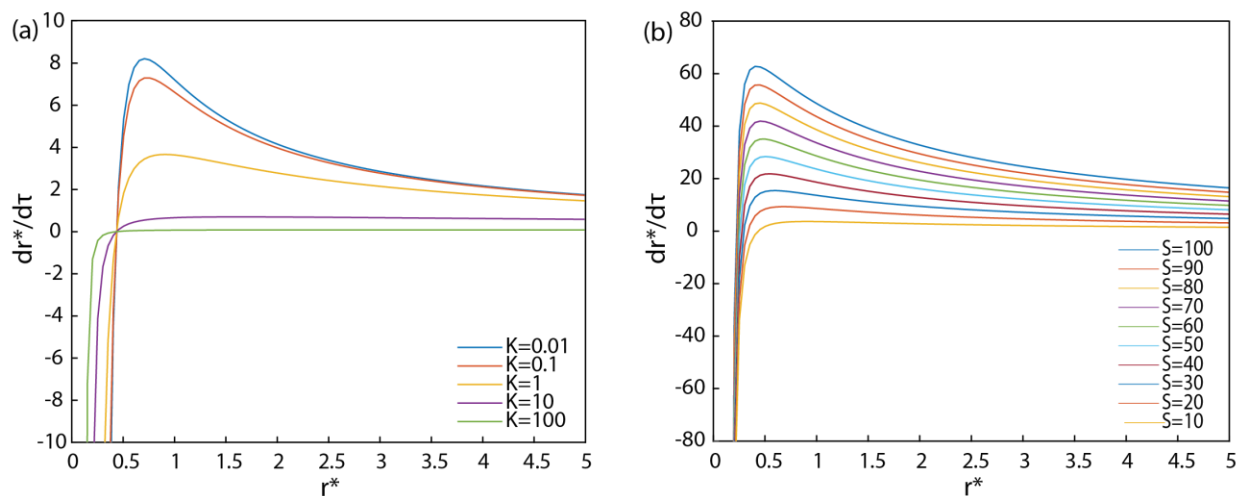 (a)
dr*/dτ
10
8
6
4
2
0
-2
-4
-6
-8
-10
K=0.01
K=0.1
K=1
K=10
K=100
0 0.5 1 1.5 2 2.5 3 3.5 4 4.5 5
r*
(b)
dr*/dτ
80
60
40
20
0
-20
-40
-60
-80
S=100
S=90
S=80
S=70
S=60
S=50
S=40
S=30
S=20
S=10
0 0.5 1 1.5 2 2.5 3 3.5 4 4.5 5
r*